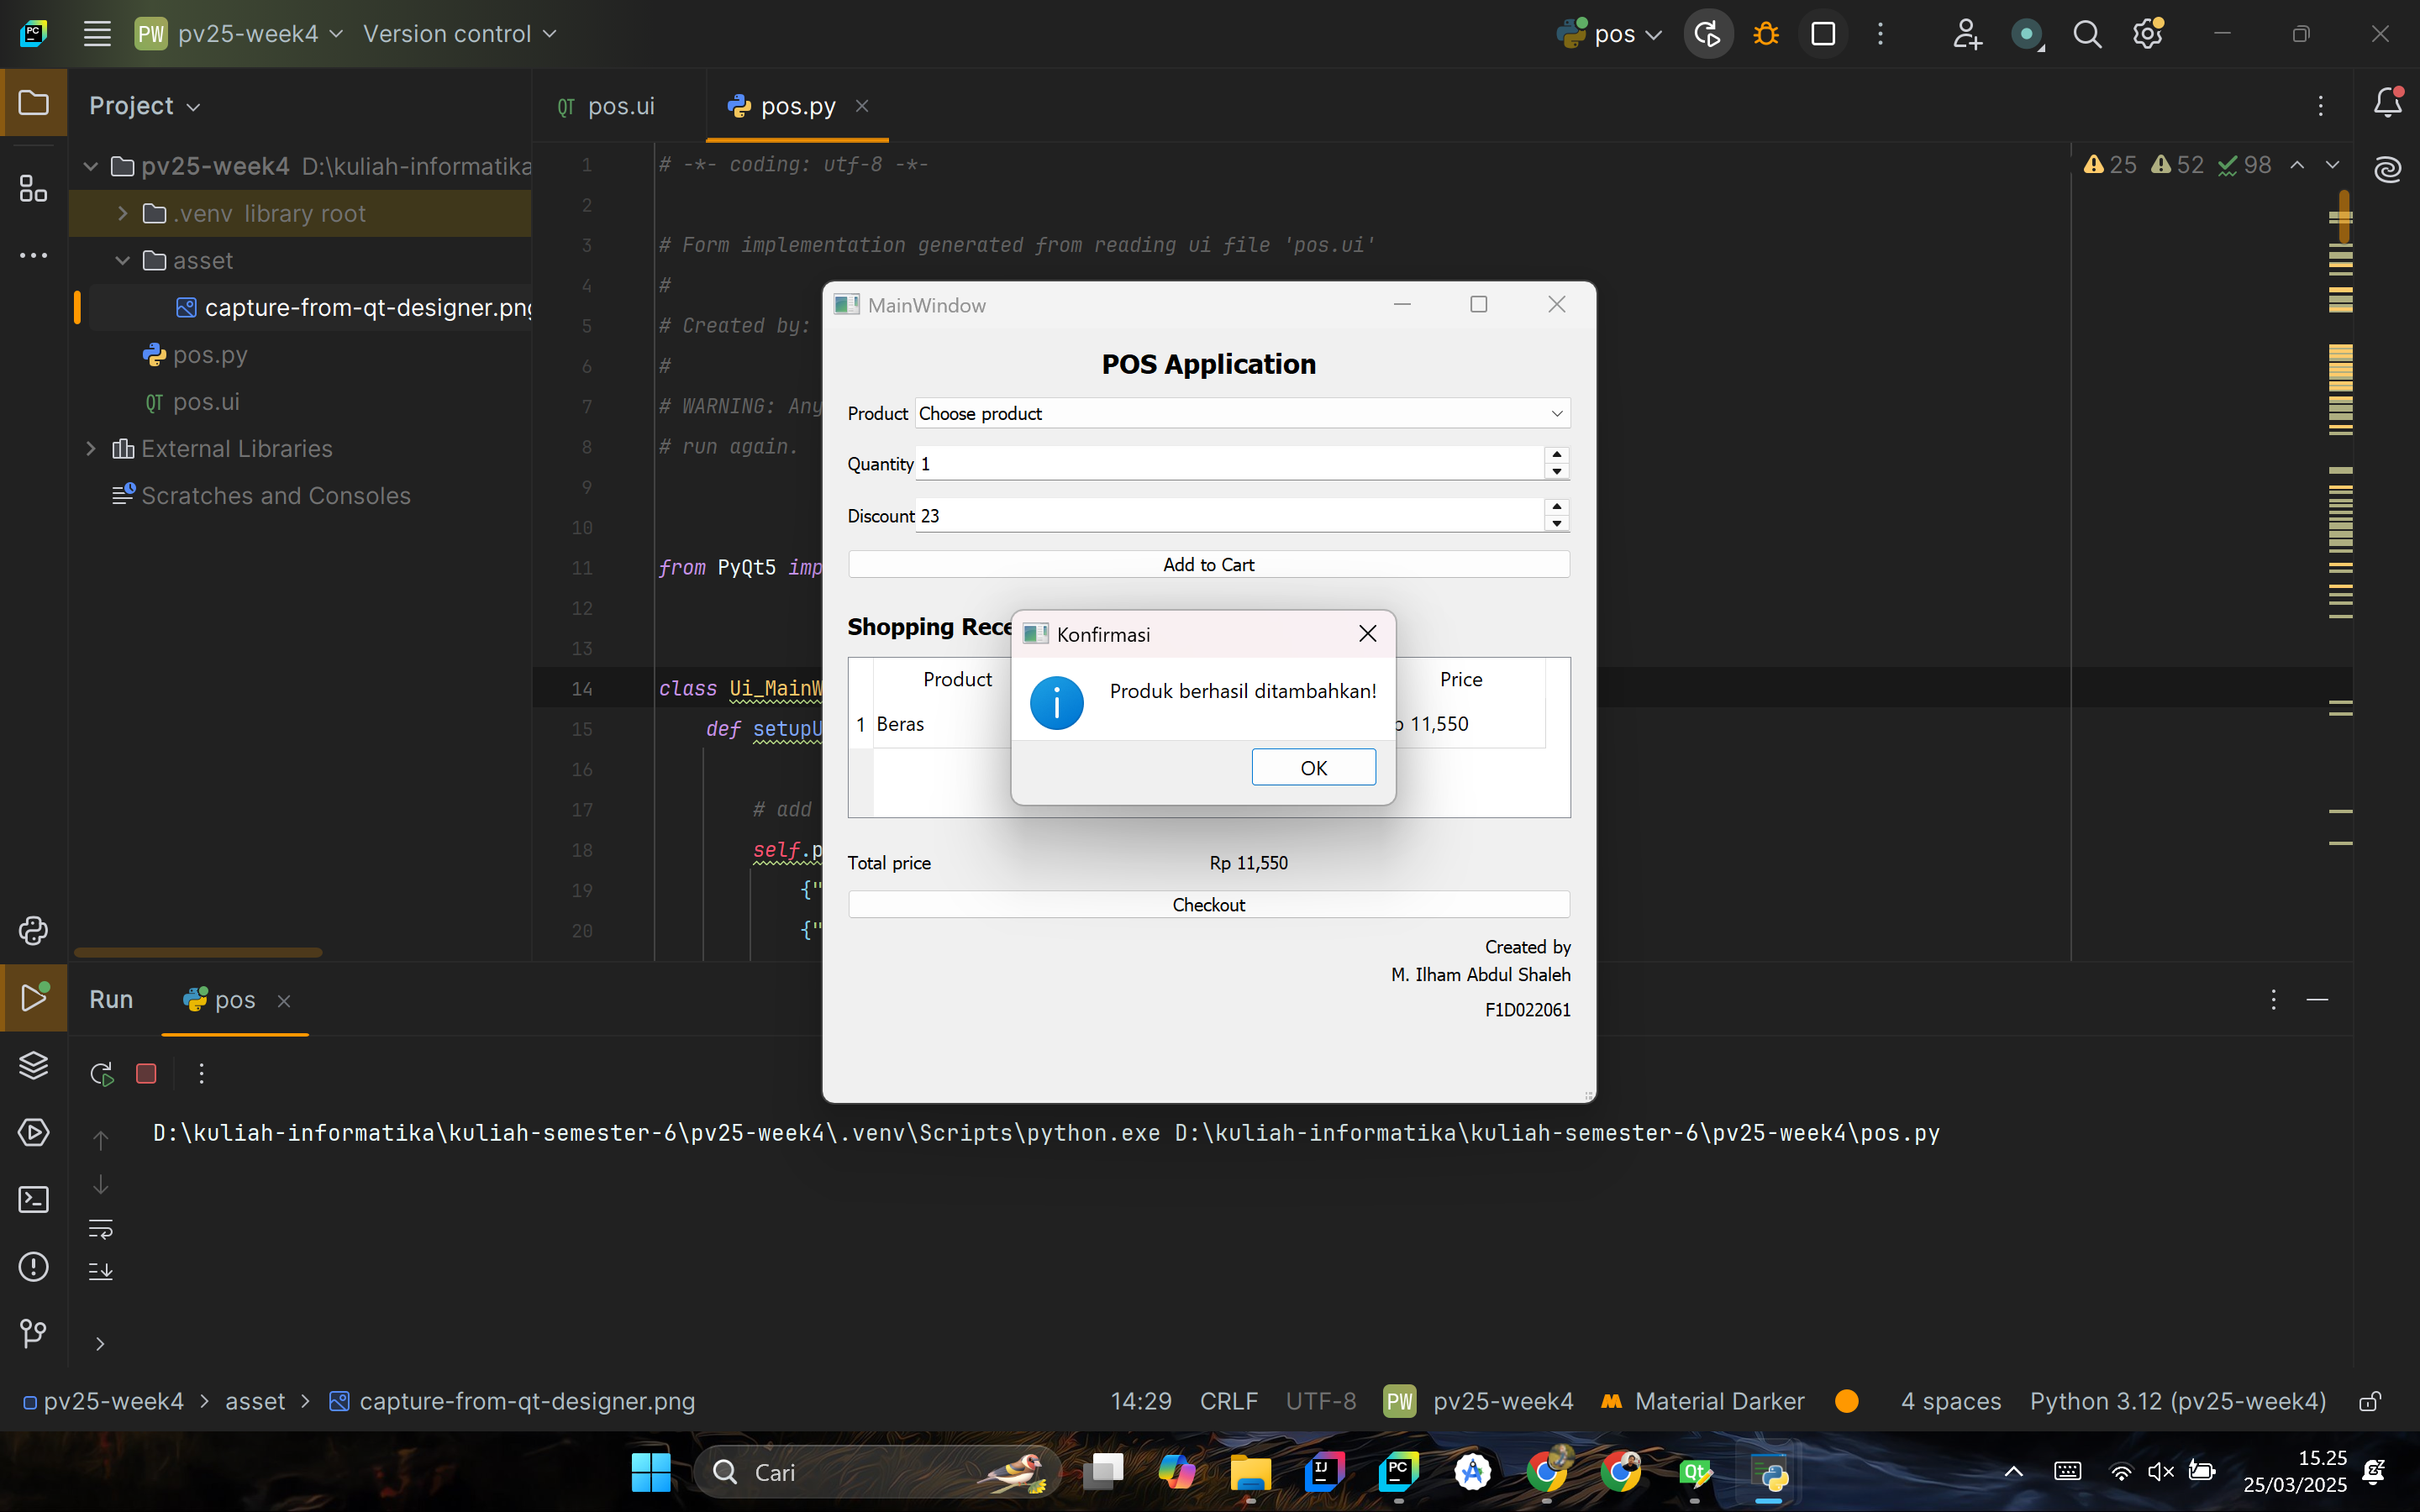 PC
PW pv25-week4 Version control
pos
Project
pos.ui
pos.py
pv25-week4 D:\kuliah-informatika
.venv library root
asset
capture-from-qt-designer.png
pos.py
pos.ui
External Libraries
Scratches and Consoles
25 52 98
1 # -*- coding: utf-8 -*-
2
3 # Form implementation generated from reading ui file 'pos.ui'
4 #
5 # Created by:
6 #
7 # WARNING: Any
8 # run again.
9
10
11 from PyQt5 imp
12
13
14 class Ui_MainW
15 def setupU
16
17 # add
18 self.p
19 {"
20 {"
MainWindow
POS Application
Product Choose product
Quantity 1
Discount 23
Add to Cart
Shopping Rece
Product Price
1 Beras p 11,550
Konfirmasi
Produk berhasil ditambahkan!
OK
Total price Rp 11,550
Checkout
Created by
M. Ilham Abdul Shaleh
F1D022061
Run pos
D:\kuliah-informatika\kuliah-semester-6\pv25-week4\.venv\Scripts\python.exe D:\kuliah-informatika\kuliah-semester-6\pv25-week4\pos.py
pv25-week4 > asset > capture-from-qt-designer.png
14:29 CRLF UTF-8 PW pv25-week4 Material Darker 4 spaces Python 3.12 (pv25-week4)
Cari
15.25
25/03/2025